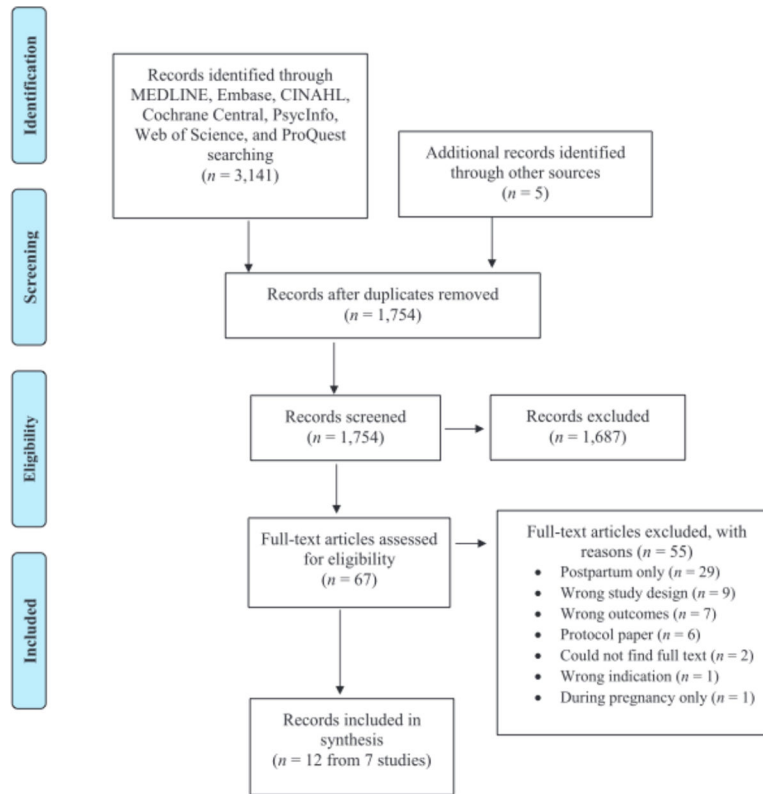 Identification
Records identified through
MEDLINE, Embase, CINAHL,
Cochrane Central, PsycInfo,
Web of Science, and ProQuest
searching
(n = 3,141)
Additional records identified
through other sources
(n = 5)
Screening
Records after duplicates removed
(n = 1,754)
Eligibility
Records screened
(n = 1,754)
Records excluded
(n = 1,687)
Full-text articles assessed
for eligibility
(n = 67)
Full-text articles excluded, with
reasons (n = 55)
• Postpartum only (n = 29)
• Wrong study design (n = 9)
• Wrong outcomes (n = 7)
• Protocol paper (n = 6)
• Could not find full text (n = 2)
• Wrong indication (n = 1)
• During pregnancy only (n = 1)
Included
Records included in
synthesis
(n = 12 from 7 studies)